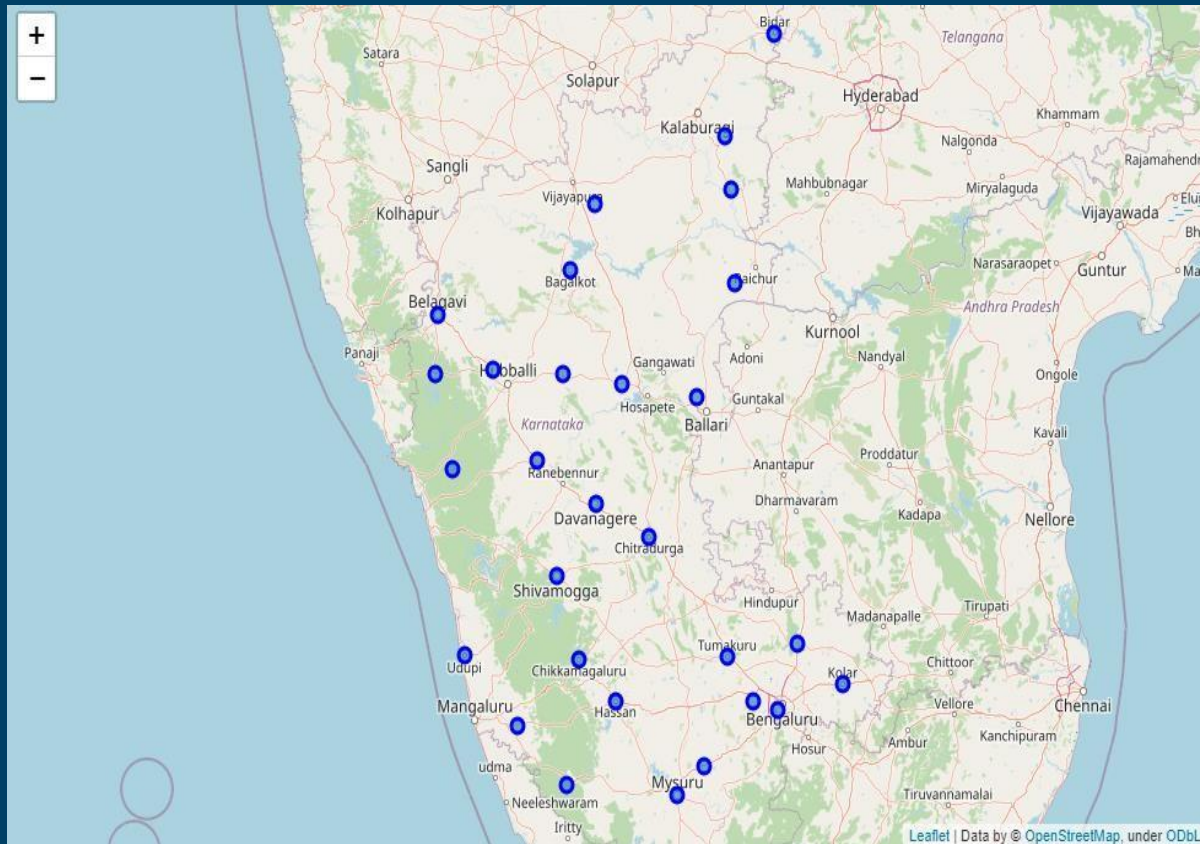 +
−
Bidar
Telangana
Satara
Solapur
Hyderabad
Khammam
Kalaburagi
Nalgonda
Sangli
Rajamahendr
Mahbubnagar
Miryalaguda
Vijayapura
Kolhapur
Vijayawada
Elu
Bh
Narasaraopet
Guntur
Ma
Bagalkot
Raichur
Belagavi
Andhra Pradesh
Kurnool
Panaji
Gangawati
Adoni
Nandyal
Hubballi
Ongole
Hosapete
Guntakal
Ballari
Karnataka
Kavali
Proddatur
Anantapur
Ranebennur
Dharmavaram
Kadapa
Davanagere
Nellore
Chitradurga
Shivamogga
Hindupur
Tirupati
Madanapalle
Tumakuru
Udupi
Chikkamagaluru
Chittoor
Kolar
Mangaluru
Hassan
Bengaluru
Vellore
Chennai
Hosur
Ambur
Kanchipuram
udma
Mysuru
Neeleshwaram
Tiruvannamalai
Iritty
Leaflet | Data by © OpenStreetMap, under ODbL